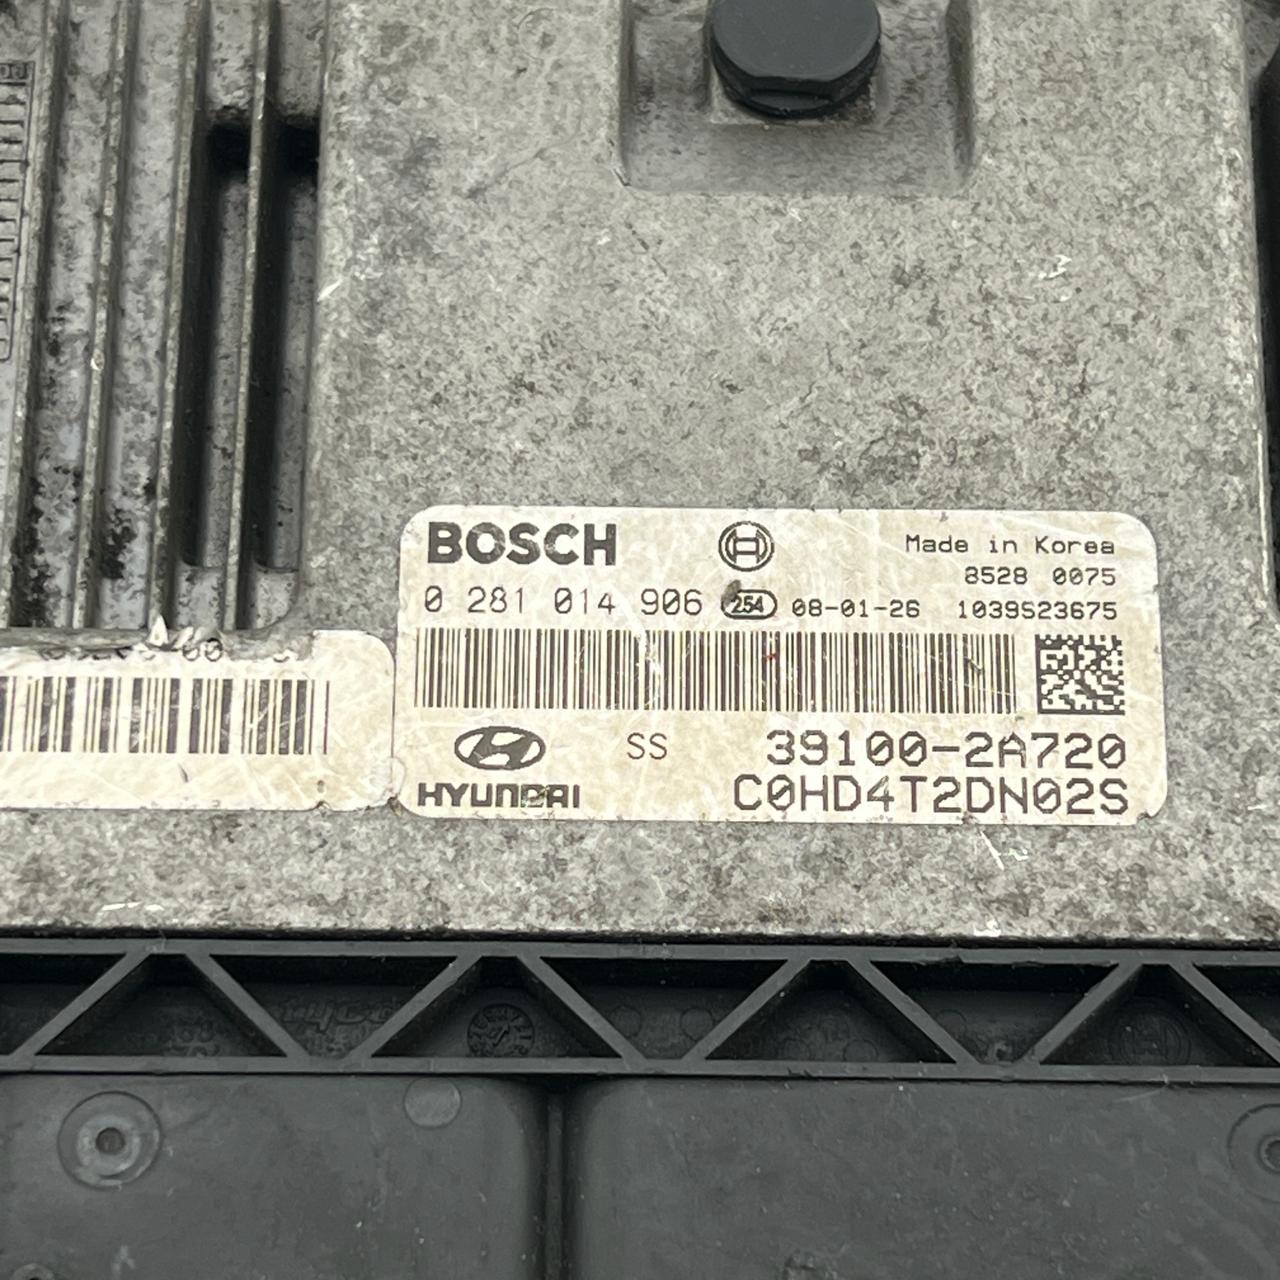 BOSCH
Made in Korea
8528 0075
0 281 014 906 254 08-01-26 1039S23675
HYUNDAI
SS
39100-2A720
C0HD4T2DN02S